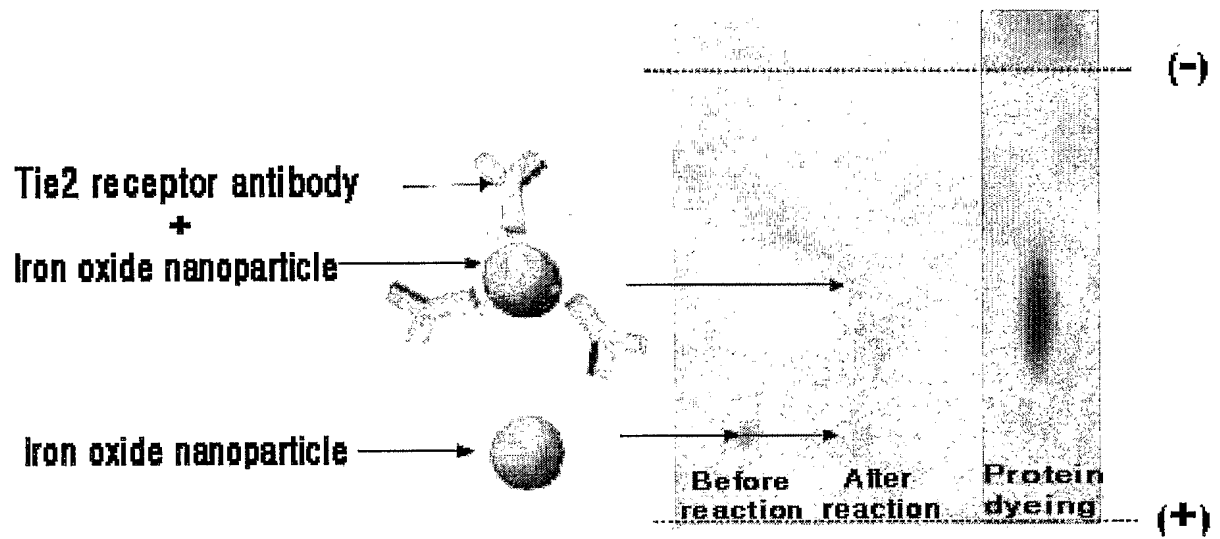 (-)
Tie2 receptor antibody
+
Iron oxide nanoparticle
Iron oxide nanoparticle
Before reaction
After reaction
Protein dyeing
(+)